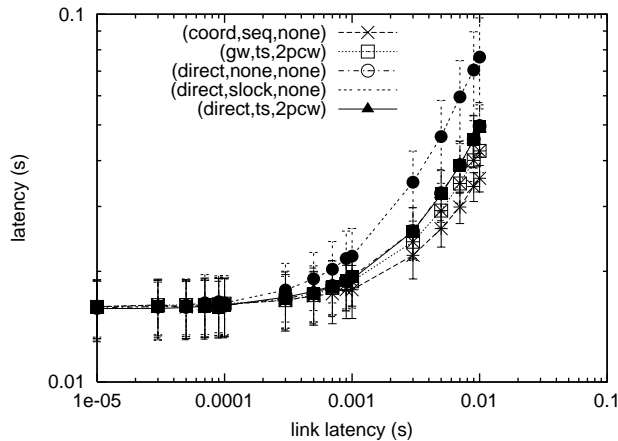 0.1
(coord,seq,none)
(gw,ts,2pcw)
(direct,none,none)
(direct,slock,none)
(direct,ts,2pcw)
latency (s)
0.01
1e-05
0.0001
0.001
0.01
0.1
link latency (s)